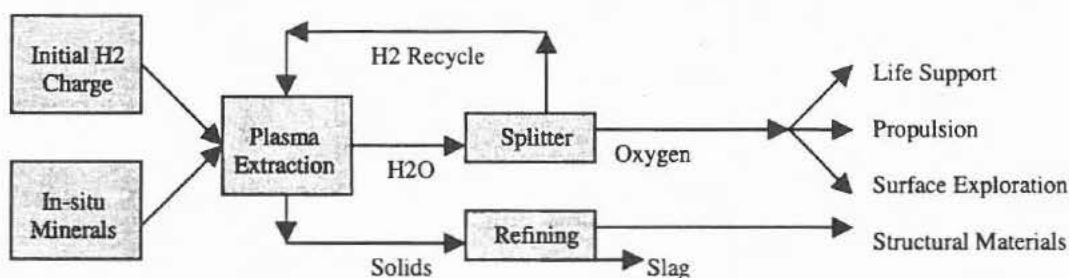 Initial H2
Charge
H2 Recycle
Life Support
Plasma
Extraction
Splitter
Propulsion
H2O
Oxygen
In-situ
Minerals
Surface Exploration
Refining
Structural Materials
Solids
Slag